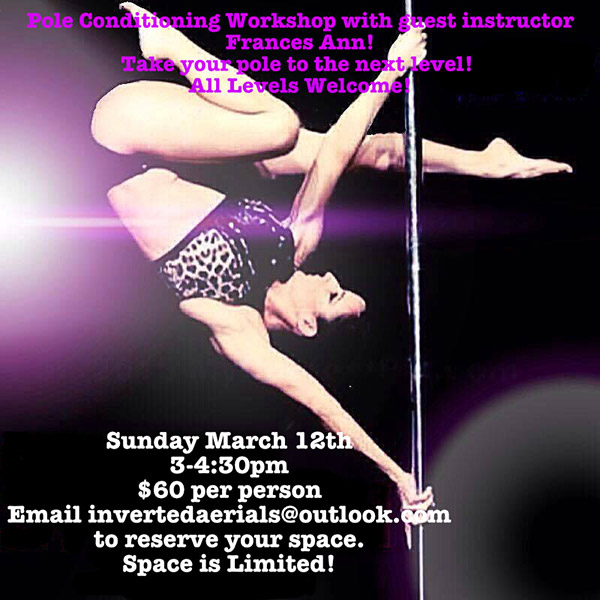 Pole Conditioning Workshop with guest instructor
Frances Ann!
Take your pole to the next level!
All Levels Welcome!
Sunday March 12th
3-4:30pm
$60 per person
Email invertedaerials@outlook.com
to reserve your space.
Space is Limited!